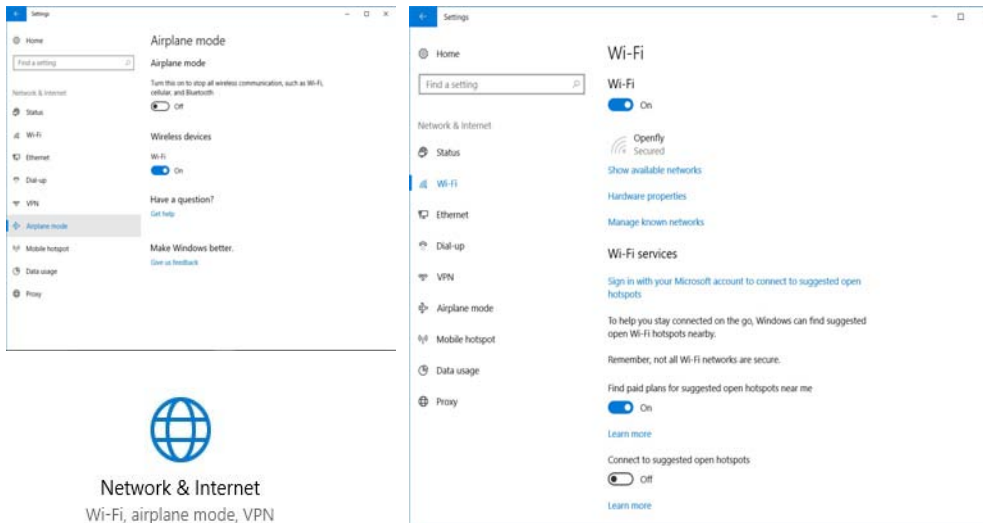 Settings
Home
Find a setting
Network & Internet
Status
Wi-Fi
Ethernet
Dial-up
VPN
Airplane mode
Mobile hotspot
Data usage
Proxy
Airplane mode
Airplane mode
Turn this on to stop all wireless communication, such as Wi-Fi,
cellular, and Bluetooth
Off
Wireless devices
Wi-Fi
On
Have a question?
Get help
Make Windows better.
Give us feedback
Network & Internet
Wi-Fi, airplane mode, VPN
Settings
Home
Find a setting
Network & Internet
Status
Wi-Fi
Ethernet
Dial-up
VPN
Airplane mode
Mobile hotspot
Data usage
Proxy
Wi-Fi
Wi-Fi
On
Openfly
Secured
Show available networks
Hardware properties
Manage known networks
Wi-Fi services
Sign in with your Microsoft account to connect to suggested open
hotspots
To help you stay connected on the go, Windows can find suggested
open Wi-Fi hotspots nearby.
Remember, not all Wi-Fi networks are secure.
Find paid plans for suggested open hotspots near me
On
Learn more
Connect to suggested open hotspots
Off
Learn more